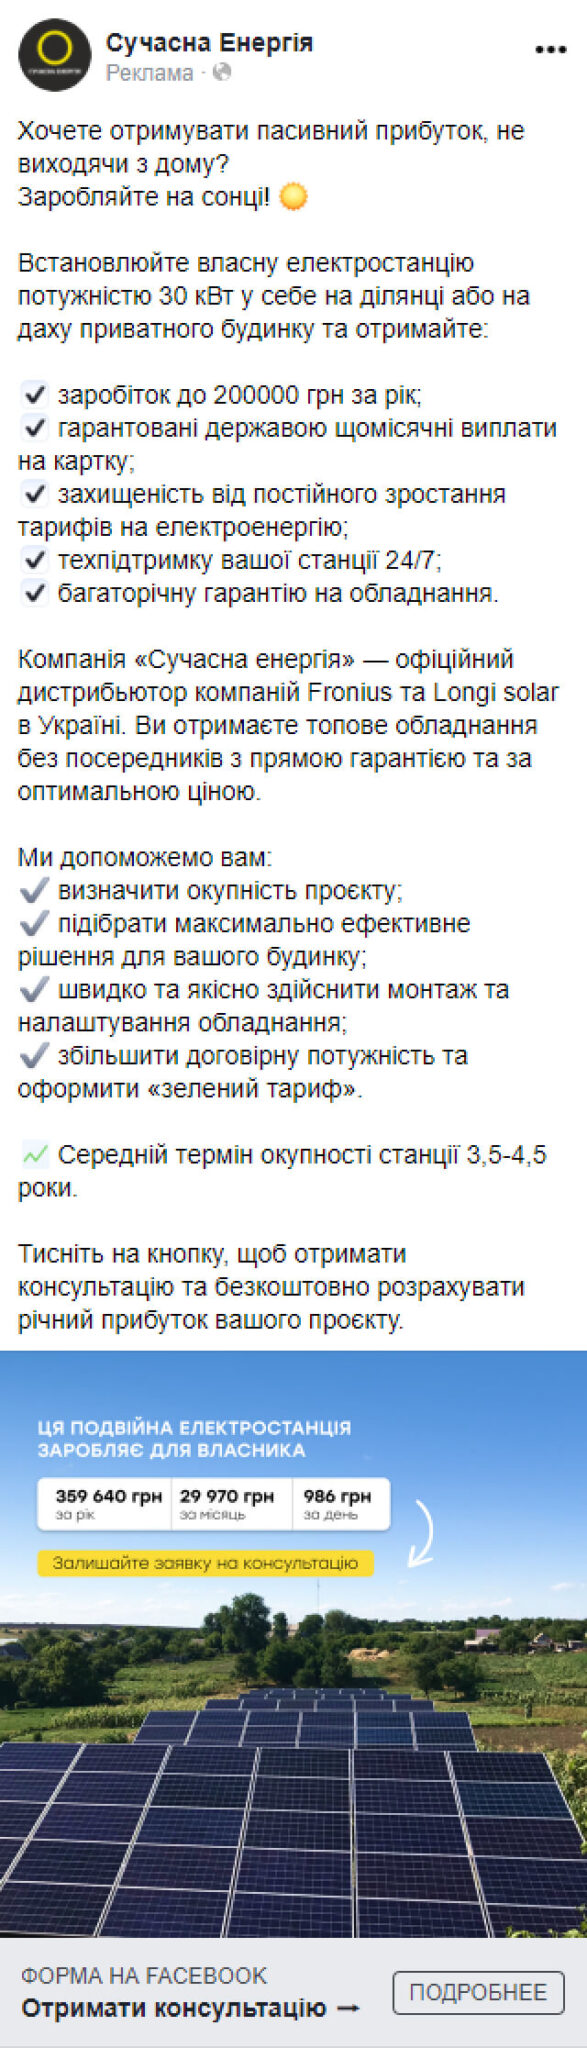 Сучасна Енергія
СУЧАСНА ЕНЕРГІЯ
Реклама ·
Хочете отримувати пасивний прибуток, не
виходячи з дому?
Заробляйте на сонці! ☀️
Встановлюйте власну електростанцію
потужністю 30 кВт у себе на ділянці або на
даху приватного будинку та отримайте:
✔ заробіток до 200000 грн за рік;
✔ гарантовані державою щомісячні виплати
на картку;
✔ захищеність від постійного зростання
тарифів на електроенергію;
✔ техпідтримку вашої станції 24/7;
✔ багаторічну гарантію на обладнання.
Компанія «Сучасна енергія» — офіційний
дистрибьютор компаній Fronius та Longi solar
в Україні. Ви отримаєте топове обладнання
без посередників з прямою гарантією та за
оптимальною ціною.
Ми допоможемо вам:
✔ визначити окупність проєкту;
✔ підібрати максимально ефективне
рішення для вашого будинку;
✔ швидко та якісно здійснити монтаж та
налаштування обладнання;
✔ збільшити договірну потужність та
оформити «зелений тариф».
📈 Середній термін окупності станції 3,5-4,5
роки.
Тисніть на кнопку, щоб отримати
консультацію та безкоштовно розрахувати
річний прибуток вашого проєкту.
ЦЯ ПОДВІЙНА ЕЛЕКТРОСТАНЦІЯ
ЗАРОБЛЯЄ ДЛЯ ВЛАСНИКА
359 640 грн 29 970 грн 986 грн
за рік за місяць за день
Залишайте заявку на консультацію
ФОРМА НА FACEBOOK
Отримати консультацію →
ПОДРОБНЕЕ